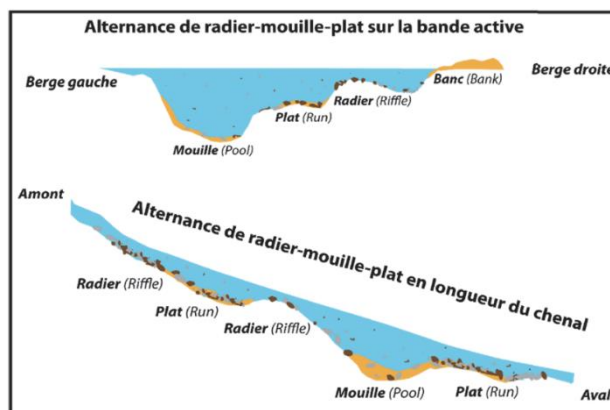 Alternance de radier-mouille-plat sur la bande active
Berge gauche
Berge droite
Banc (Bank)
Radier (Riffle)
Plat (Run)
Mouille (Pool)
Amont
Alternance de radier-mouille-plat en longueur du chenal
Radier (Riffle)
Plat (Run)
Radier (Riffle)
Mouille (Pool)
Plat (Run)
Aval